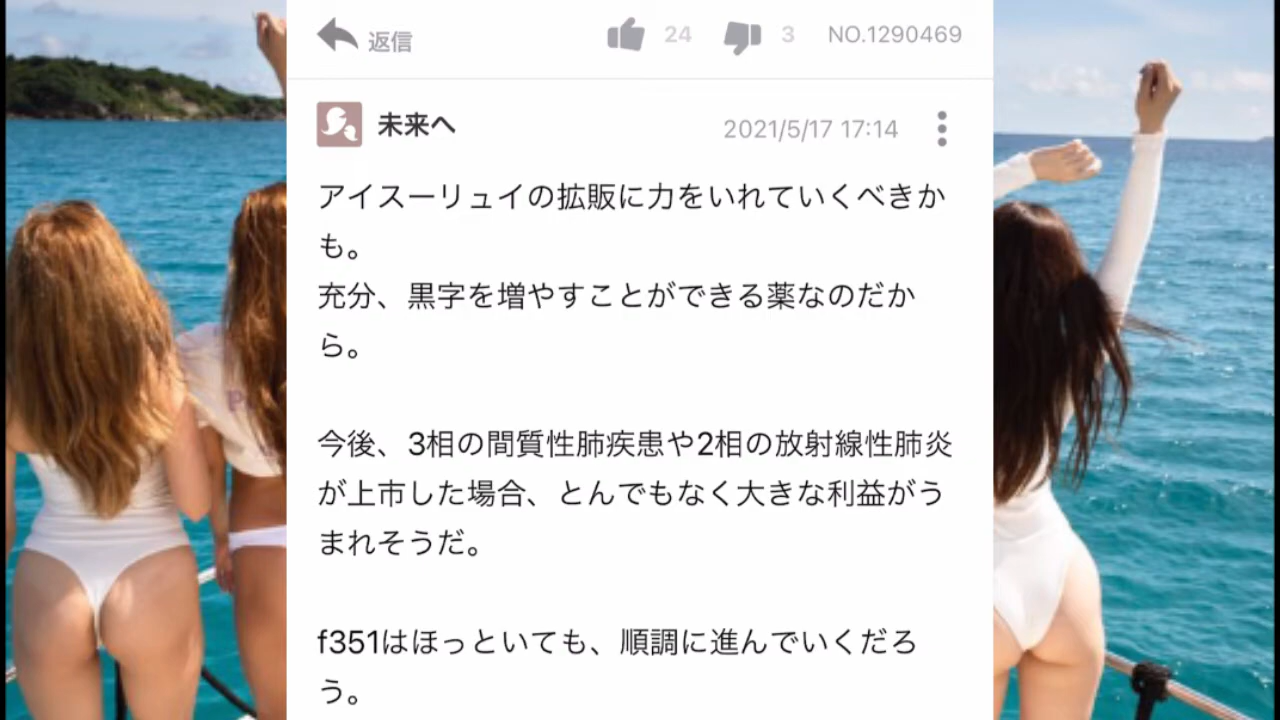 返信
24
3
NO.1290469
未来へ
2021/5/17 17:14
アイスーリュイの拡販に力をいれていくべきか
も。
充分、黒字を増やすことができる薬なのだか
ら。
今後、3相の間質性肺疾患や2相の放射線性肺炎
が上市した場合、とんでもなく大きな利益がう
まれそうだ。
f351はほっといても、順調に進んでいくだろ
う。